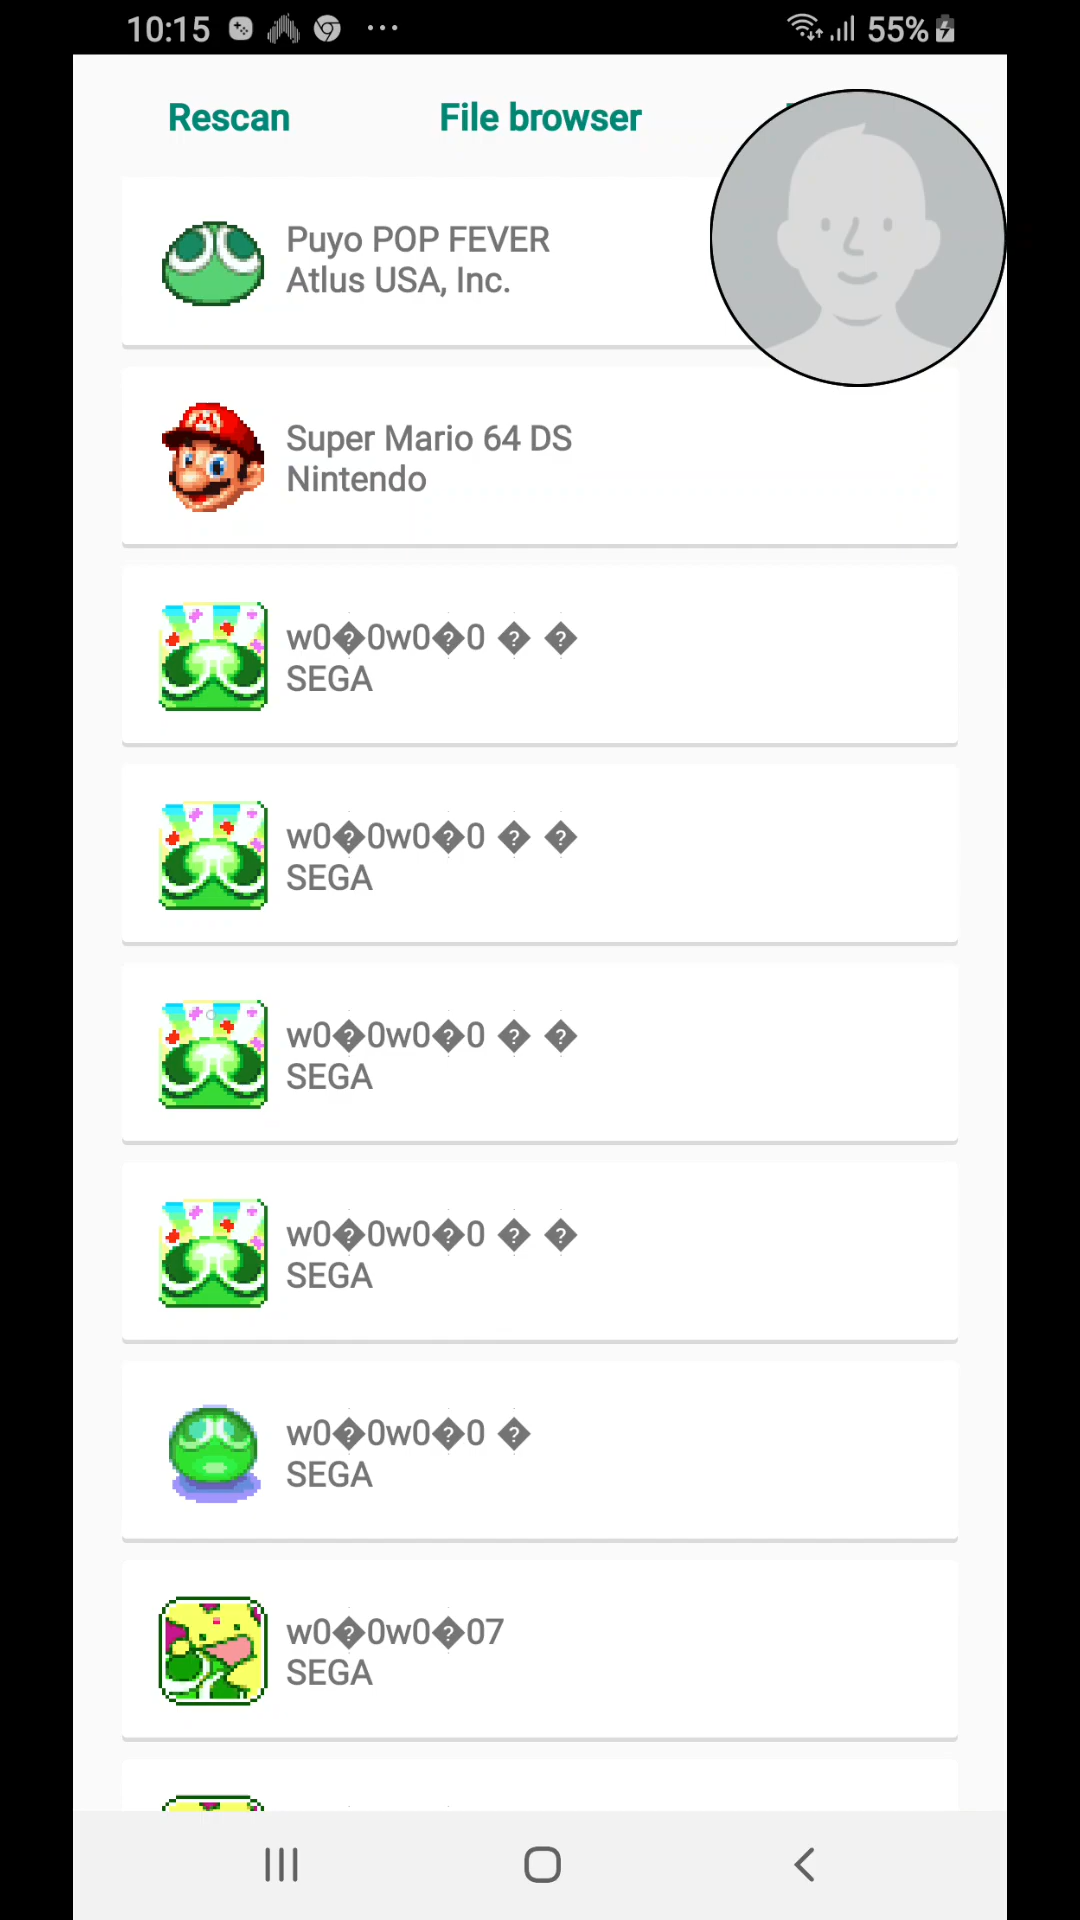 10:15
55%
Rescan File browser
Puyo POP FEVER
Atlus USA, Inc.
Super Mario 64 DS
Nintendo
w0�0w0�0 � �
SEGA
w0�0w0�0 � �
SEGA
w0�0w0�0 � �
SEGA
w0�0w0�0 � �
SEGA
w0�0w0�0 �
SEGA
w0�0w0�07
SEGA